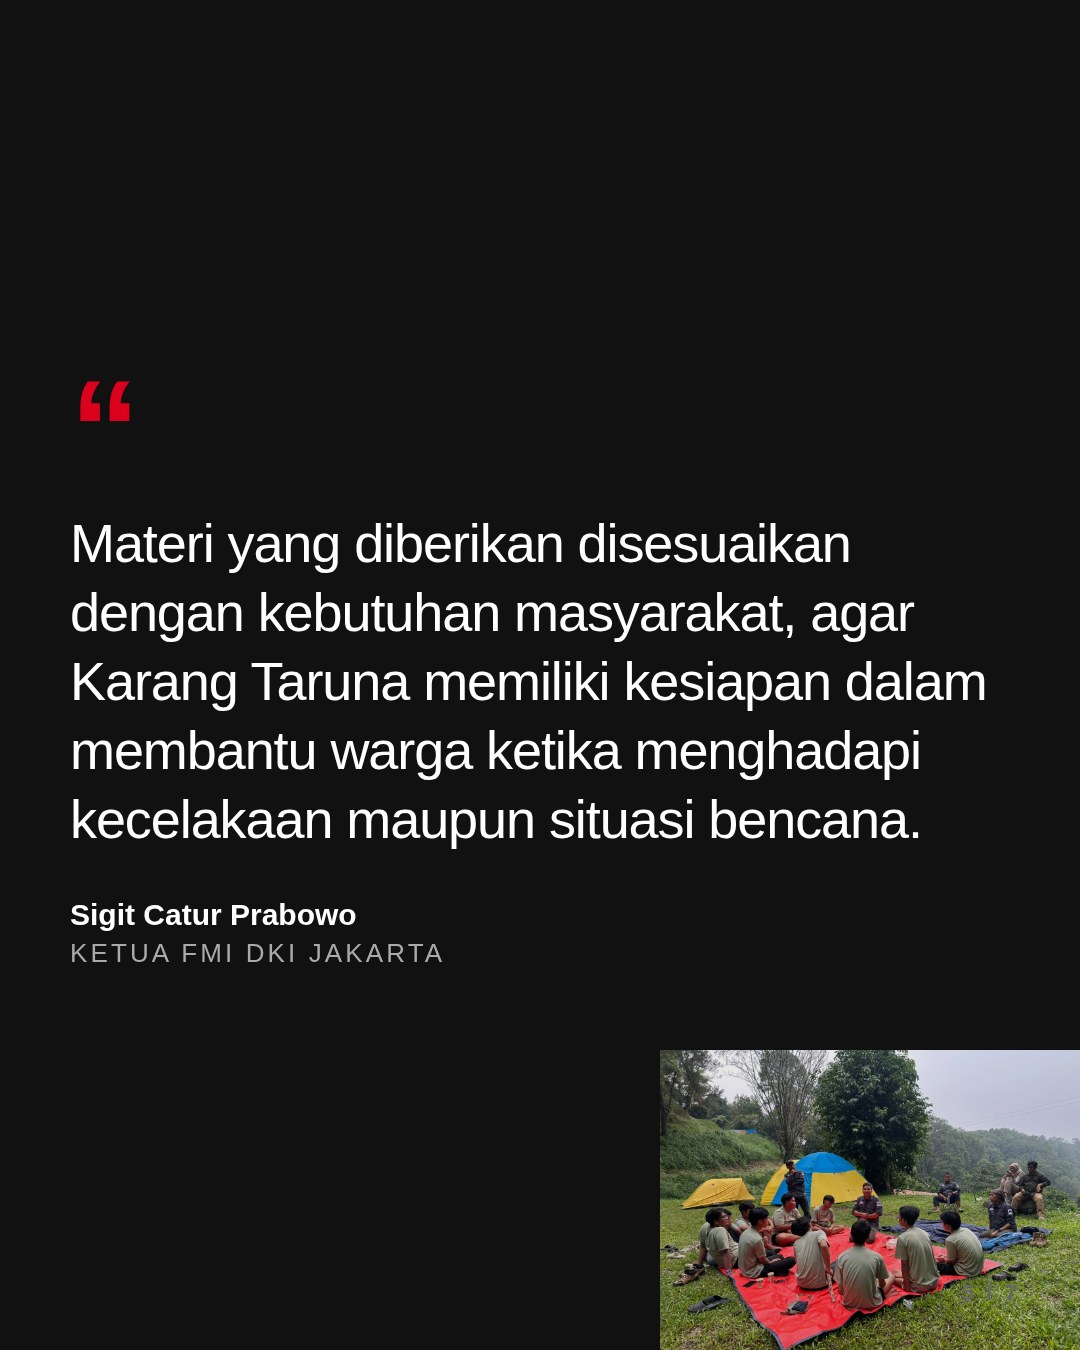 “
Materi yang diberikan disesuaikan
dengan kebutuhan masyarakat, agar
Karang Taruna memiliki kesiapan dalam
membantu warga ketika menghadapi
kecelakaan maupun situasi bencana.
Sigit Catur Prabowo
KETUA FMI DKI JAKARTA